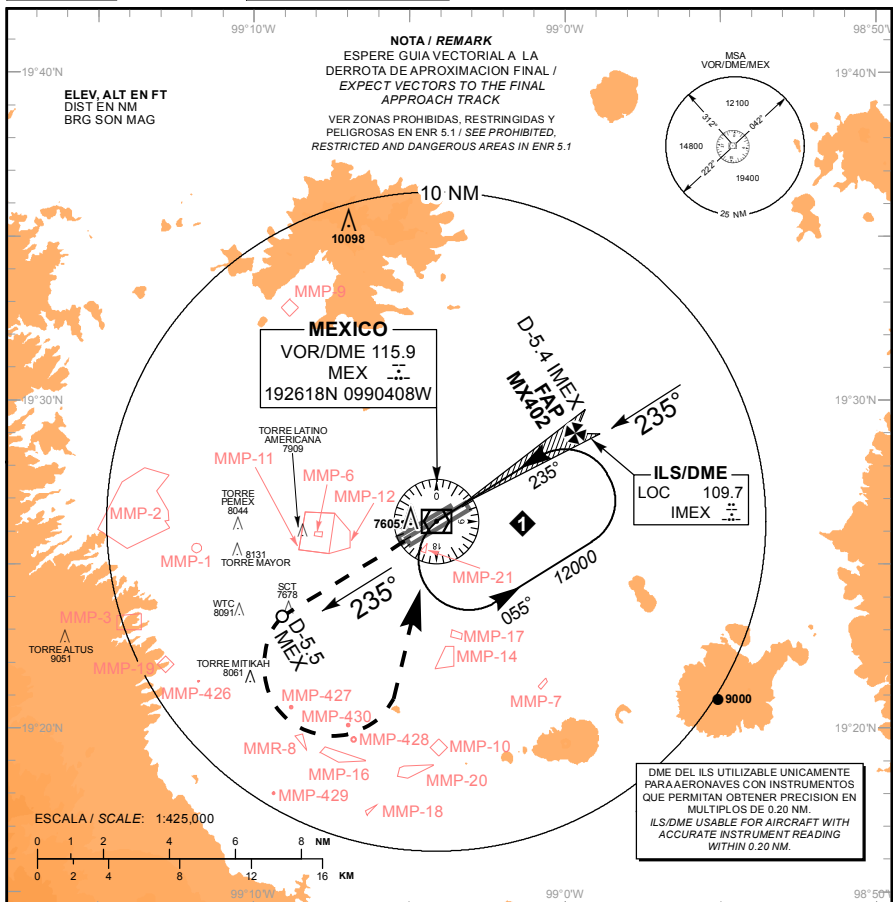 99°10'W
99°0'W
98°50'W
19°40'N
19°40'N
NOTA / REMARK
ESPERE GUIA VECTORIAL A LA
DERROTA DE APROXIMACION FINAL /
EXPECT VECTORS TO THE FINAL
APPROACH TRACK
VER ZONAS PROHIBIDAS, RESTRINGIDAS Y
PELIGROSAS EN ENR 5.1 / SEE PROHIBITED,
RESTRICTED AND DANGEROUS AREAS IN ENR 5.1
ELEV, ALT EN FT
DIST EN NM
BRG SON MAG
MSA
VOR/DME/MEX
12100
312°
042°
14800
222°
19400
25 NM
10 NM
10098
MMP-9
MEXICO
VOR/DME 115.9
MEX
192618N 0990408W
D-5.4 IMEX
FAP
MX402
235°
235°
19°30'N
19°30'N
ILS/DME
LOC 109.7
IMEX
TORRE LATINO
AMERICANA
7909
MMP-11
MMP-6
MMP-12
TORRE
PEMEX
8044
MMP-2
7605
0
9
18
1
MMP-1
8131
TORRE MAYOR
MMP-21
12000
055°
235°
SCT
7678
WTC
8091
D-5.5
MEX
MMP-3
TORRE ALTUS
9051
MMP-17
MMP-14
MMP-19
TORRE MITIKAH
8061
MMP-426
MMP-427
MMP-7
9000
MMP-430
19°20'N
19°20'N
MMR-8
MMP-428
MMP-10
MMP-16
MMP-20
MMP-429
MMP-18
DME DEL ILS UTILIZABLE UNICAMENTE
PARA AERONAVES CON INSTRUMENTOS
QUE PERMITAN OBTENER PRECISION EN
MULTIPLOS DE 0.20 NM.
ILS/DME USABLE FOR AIRCRAFT WITH
ACCURATE INSTRUMENT READING
WITHIN 0.20 NM.
ESCALA / SCALE: 1:425,000
0 1 2 4 6 8 NM
0 2 4 8 12 16 KM
99°10'W
99°0'W
98°50'W